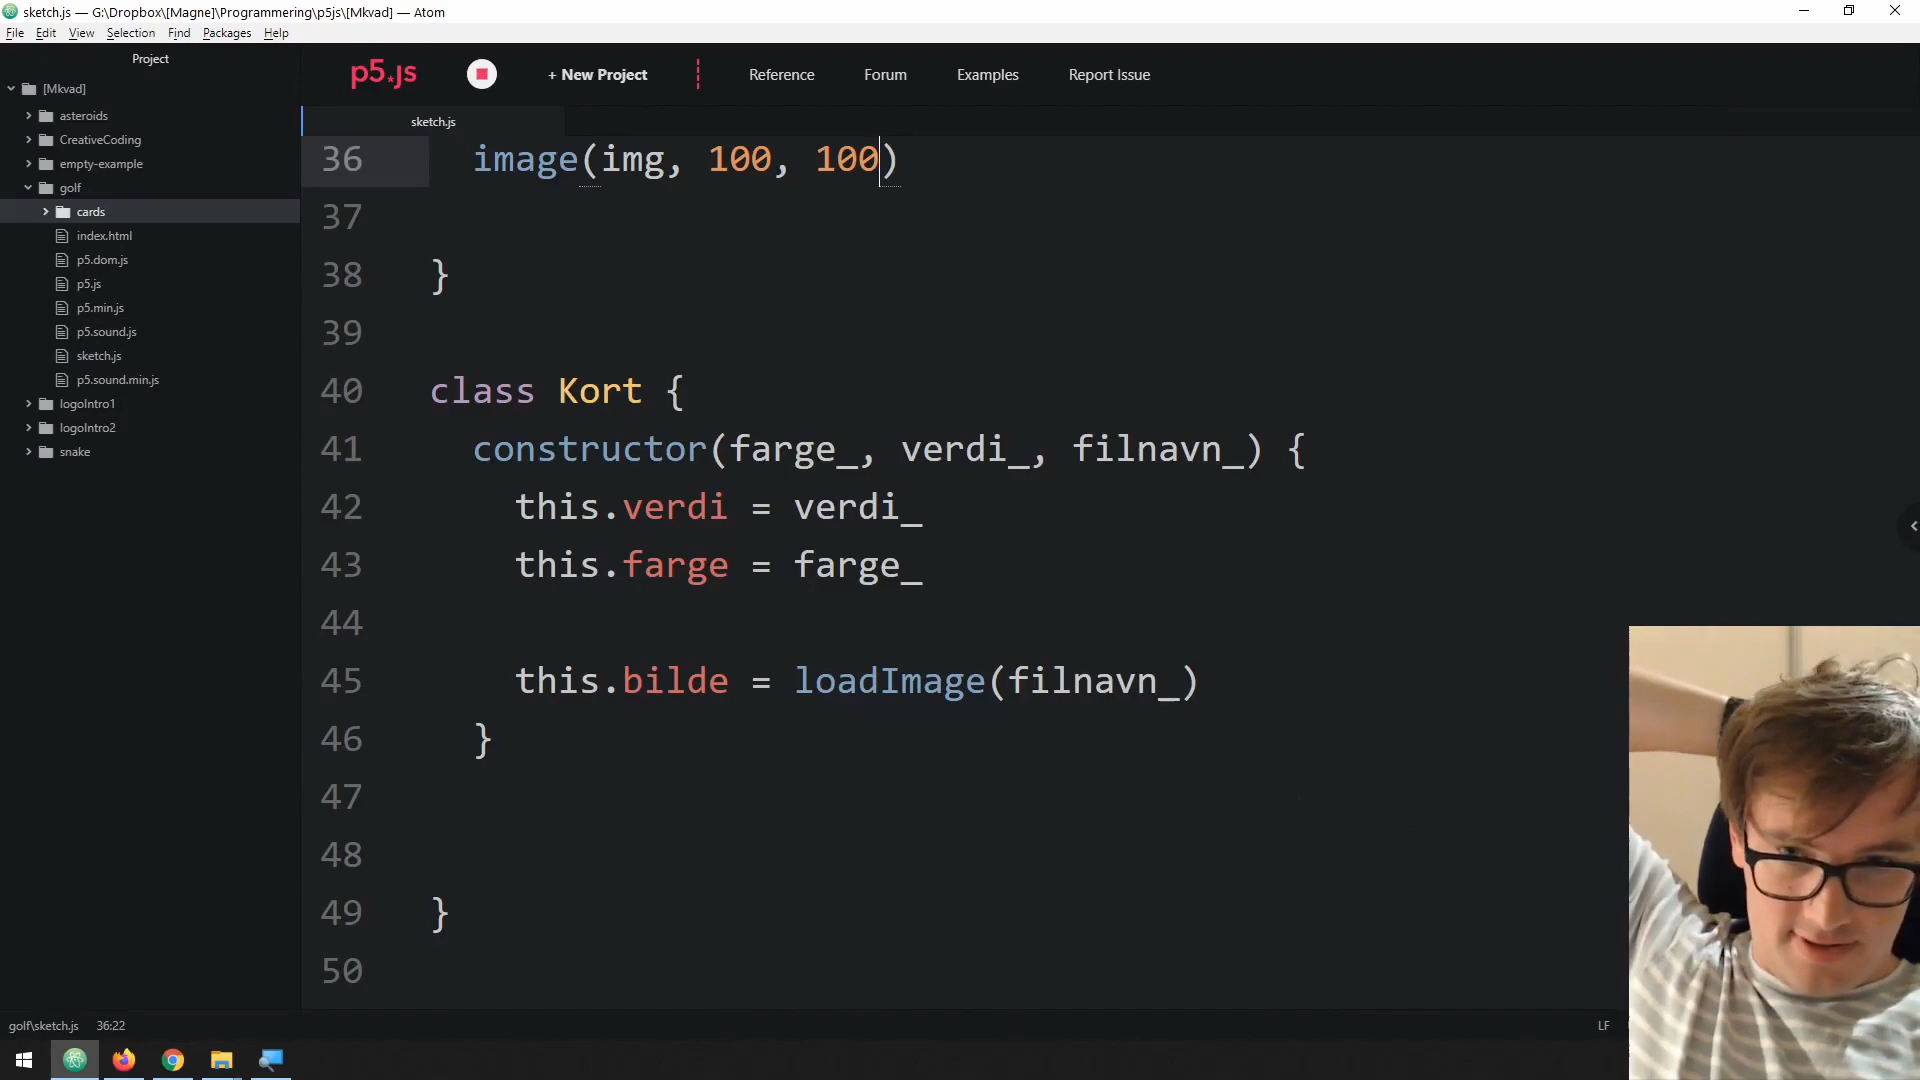 sketch.js — G:\Dropbox\[Magne]\Programmering\p5js\[Mkvad] — Atom
File Edit View Selection Find Packages Help
Project
[Mkvad]
asteroids
CreativeCoding
empty-example
golf
cards
index.html
p5.dom.js
p5.js
p5.min.js
p5.sound.js
sketch.js
p5.sound.min.js
logoIntro1
logoIntro2
snake
p5.js + New Project Reference Forum Examples Report Issue
sketch.js
36 image(img, 100, 100)
37
38 }
39
40 class Kort {
41 constructor(farge_, verdi_, filnavn_) {
42 this.verdi = verdi_
43 this.farge = farge_
44
45 this.bilde = loadImage(filnavn_)
46 }
47
48
49 }
50
golf\sketch.js 36:22 LF